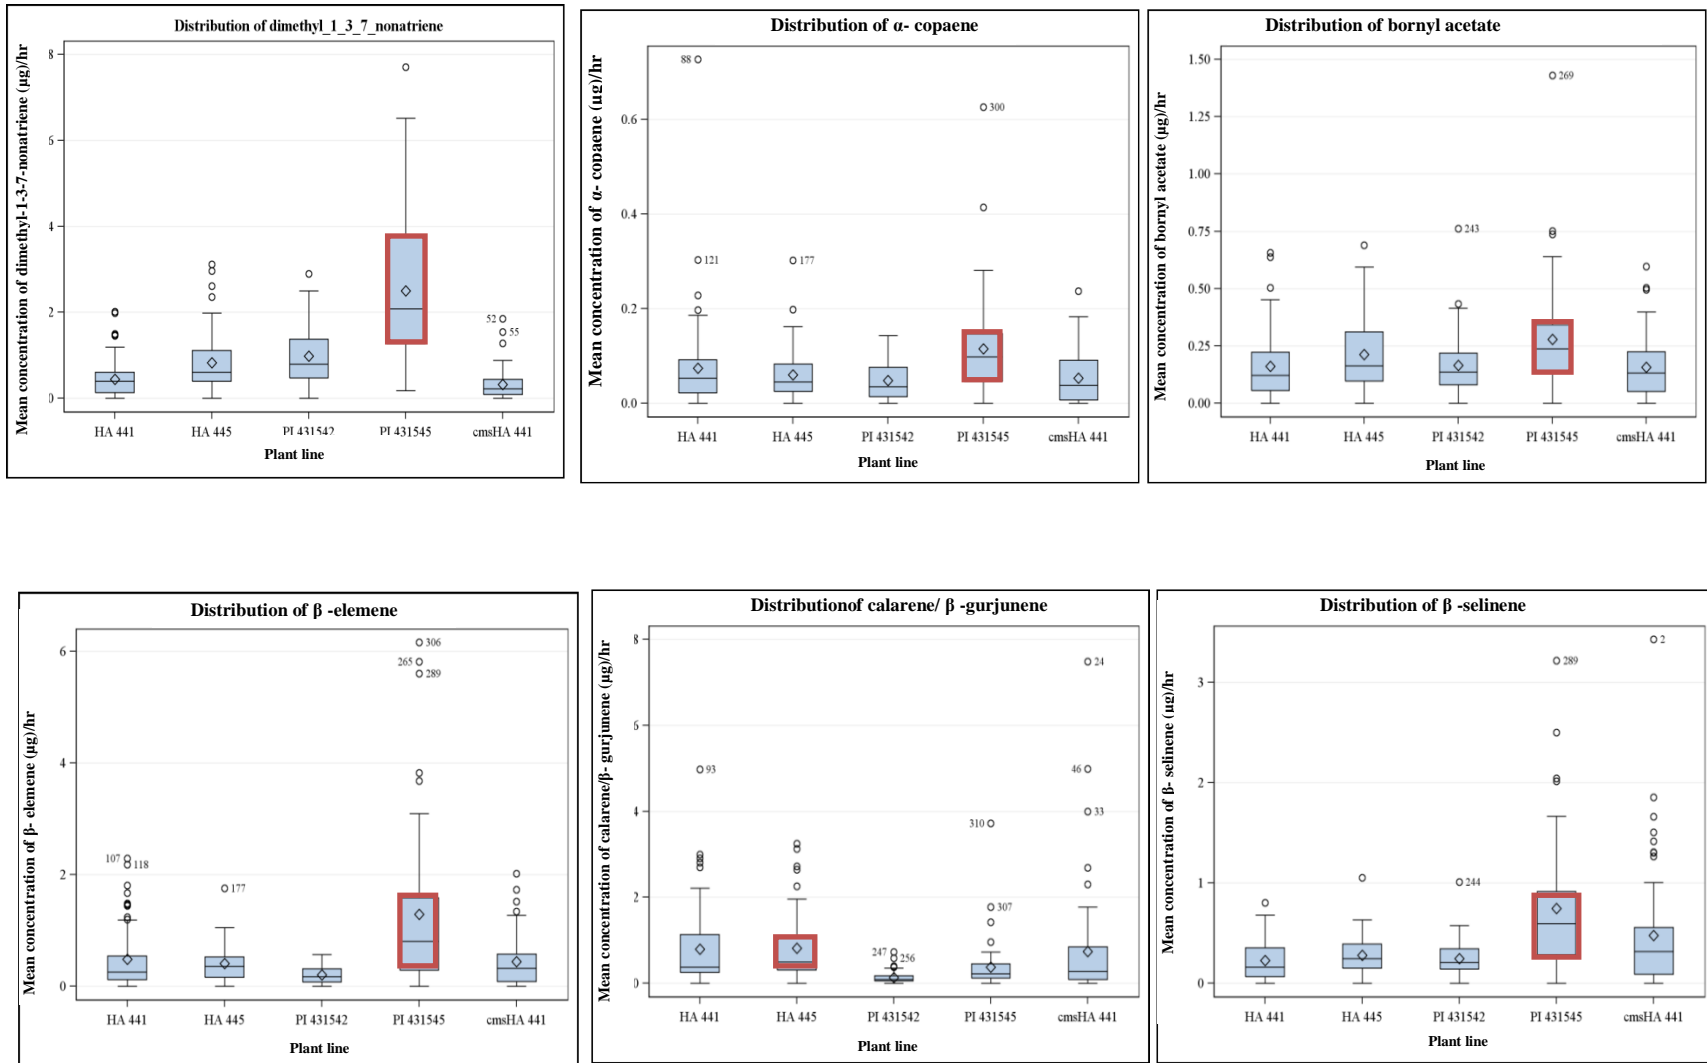 Distribution of dimethyl_1_3_7_nonatriene
Mean concentration of dimethyl-1-3-7-nonatriene (µg)/hr
8
6
4
2
0
52
55
HA 441 HA 445 PI 431542 PI 431545 cmsHA 441
Plant line
Distribution of α- copaene
Mean concentration of α- copaene (µg)/hr
0.6
0.4
0.2
0.0
88
121
177
300
HA 441 HA 445 PI 431542 PI 431545 cmsHA 441
Plant line
Distribution of bornyl acetate
Mean concentration of bornyl acetate (µg)/hr
1.50
1.25
1.00
0.75
0.50
0.25
0.00
243
269
HA 441 HA 445 PI 431542 PI 431545 cmsHA 441
Plant line
Distribution of β -elemene
Mean concentration of β- elemene (µg)/hr
6
4
2
0
107
118
177
306
265
289
HA 441 HA 445 PI 431542 PI 431545 cmsHA 441
Plant line
Distributionof calarene/ β -gurjunene
Mean concentration of calarene/β- gurjunene (µg)/hr
8
6
4
2
0
93
247
256
310
307
24
46
33
HA 441 HA 445 PI 431542 PI 431545 cmsHA 441
Plant line
Distribution of β -selinene
Mean concentration of β- selinene (µg)/hr
3
2
1
0
244
289
2
HA 441 HA 445 PI 431542 PI 431545 cmsHA 441
Plant line